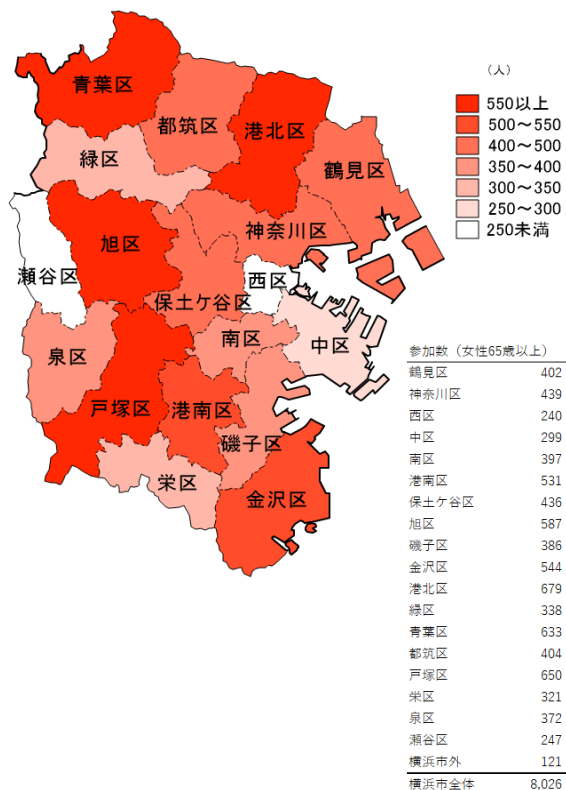 青葉区
都筑区
港北区
緑区
鶴見区
旭区
神奈川区
瀬谷区
西区
保土ケ谷区
泉区
南区
中区
戸塚区
港南区
磯子区
栄区
金沢区
（人）
550以上
500～550
400～500
350～400
300～350
250～300
250未満
参加数（女性65歳以上）
鶴見区 402
神奈川区 439
西区 240
中区 299
南区 397
港南区 531
保土ケ谷区 436
旭区 587
磯子区 386
金沢区 544
港北区 679
緑区 338
青葉区 633
都筑区 404
戸塚区 650
栄区 321
泉区 372
瀬谷区 247
横浜市外 121
横浜市全体 8,026